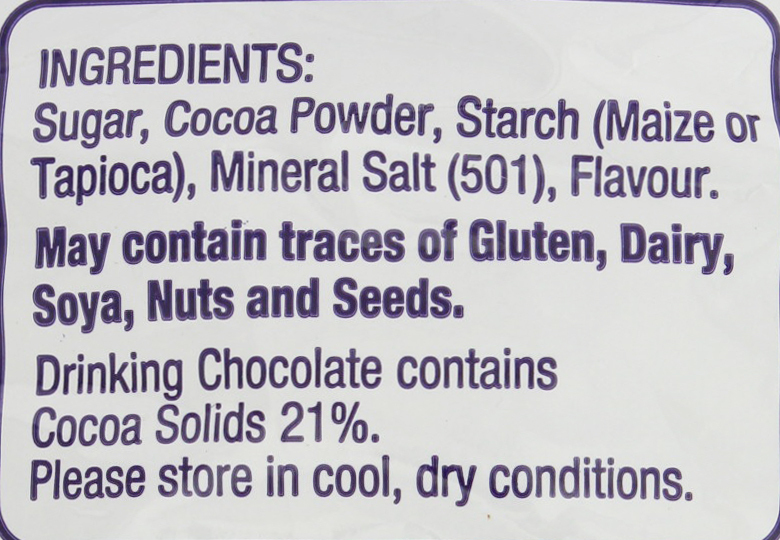 INGREDIENTS:
Sugar, Cocoa Powder, Starch (Maize or
Tapioca), Mineral Salt (501), Flavour.
May contain traces of Gluten, Dairy,
Soya, Nuts and Seeds.
Drinking Chocolate contains
Cocoa Solids 21%.
Please store in cool, dry conditions.